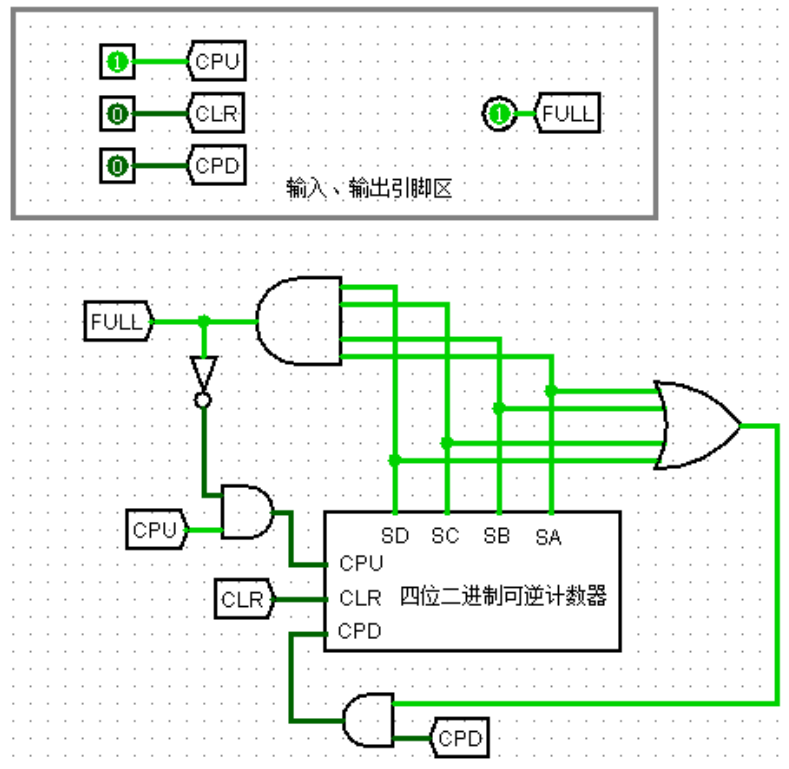 1 CPU
0 CLR
0 CPD
1 FULL
输入、输出引脚区
FULL
CPU
SD SC SB SA
CPU
CLR
CLR 四位二进制可逆计数器
CPD
CPD